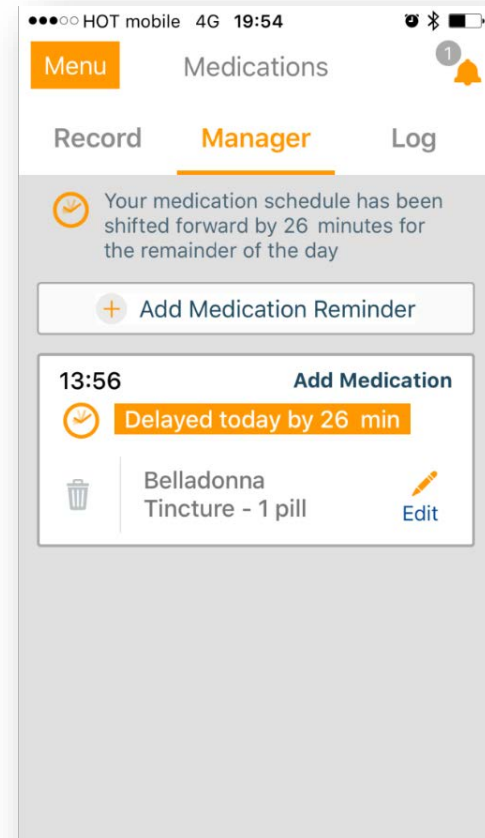 HOT mobile 4G 19:54
Menu Medications 1
Record Manager Log
Your medication schedule has been
shifted forward by 26 minutes for
the remainder of the day
+ Add Medication Reminder
13:56 Add Medication
Delayed today by 26 min
Belladonna
Tincture - 1 pill
Edit